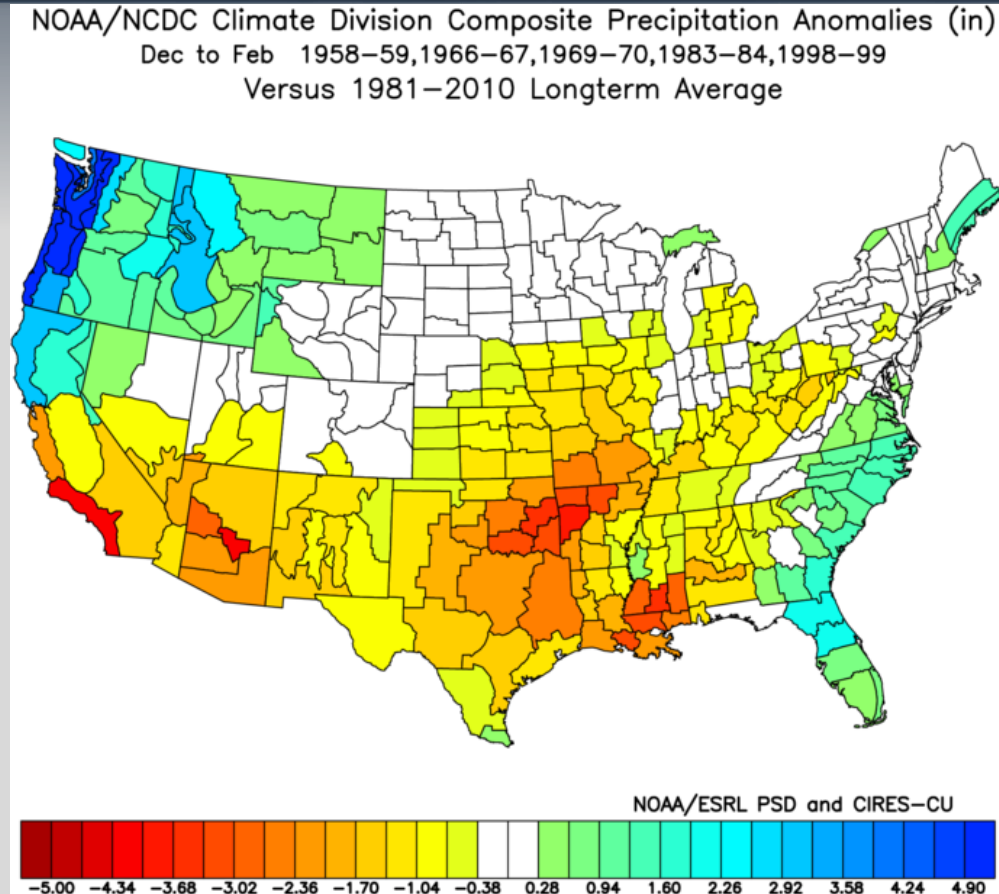 NOAA/NCDC Climate Division Composite Precipitation Anomalies (in)
Dec to Feb 1958−59,1966−67,1969−70,1983−84,1998−99
Versus 1981−2010 Longterm Average
NOAA/ESRL PSD and CIRES−CU
−5.00 −4.34 −3.68 −3.02 −2.36 −1.70 −1.04 −0.38 0.28 0.94 1.60 2.26 2.92 3.58 4.24 4.90